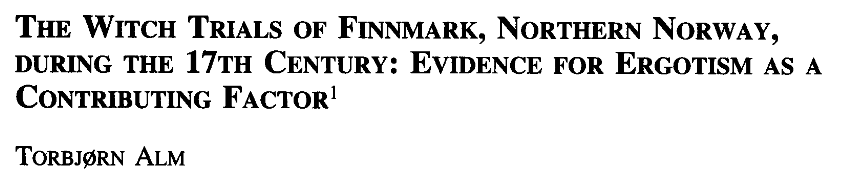 THE WITCH TRIALS OF FINNMARK, NORTHERN NORWAY,
DURING THE 17TH CENTURY: EVIDENCE FOR ERGOTISM AS A
CONTRIBUTING FACTOR¹
TORBJØRN ALM